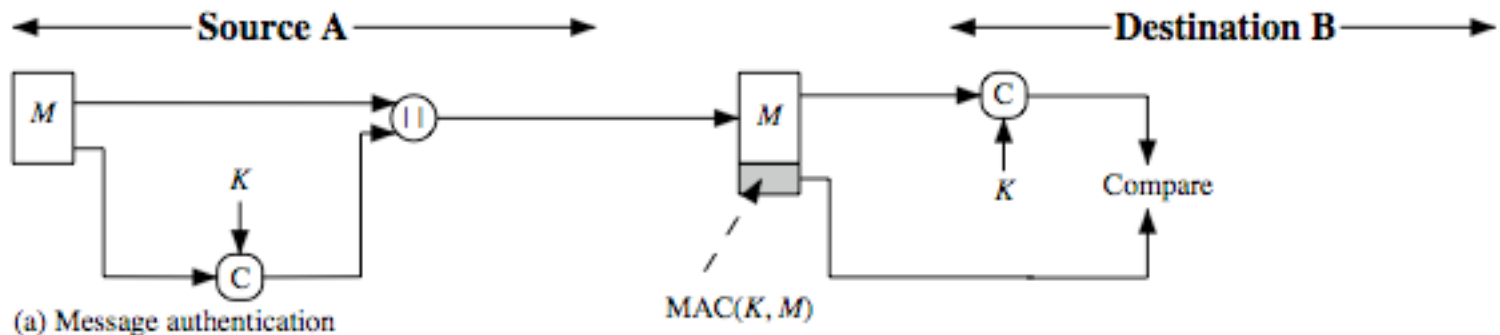 Source A
Destination B
M
||
M
C
K
K
Compare
C
MAC(K, M)
(a) Message authentication